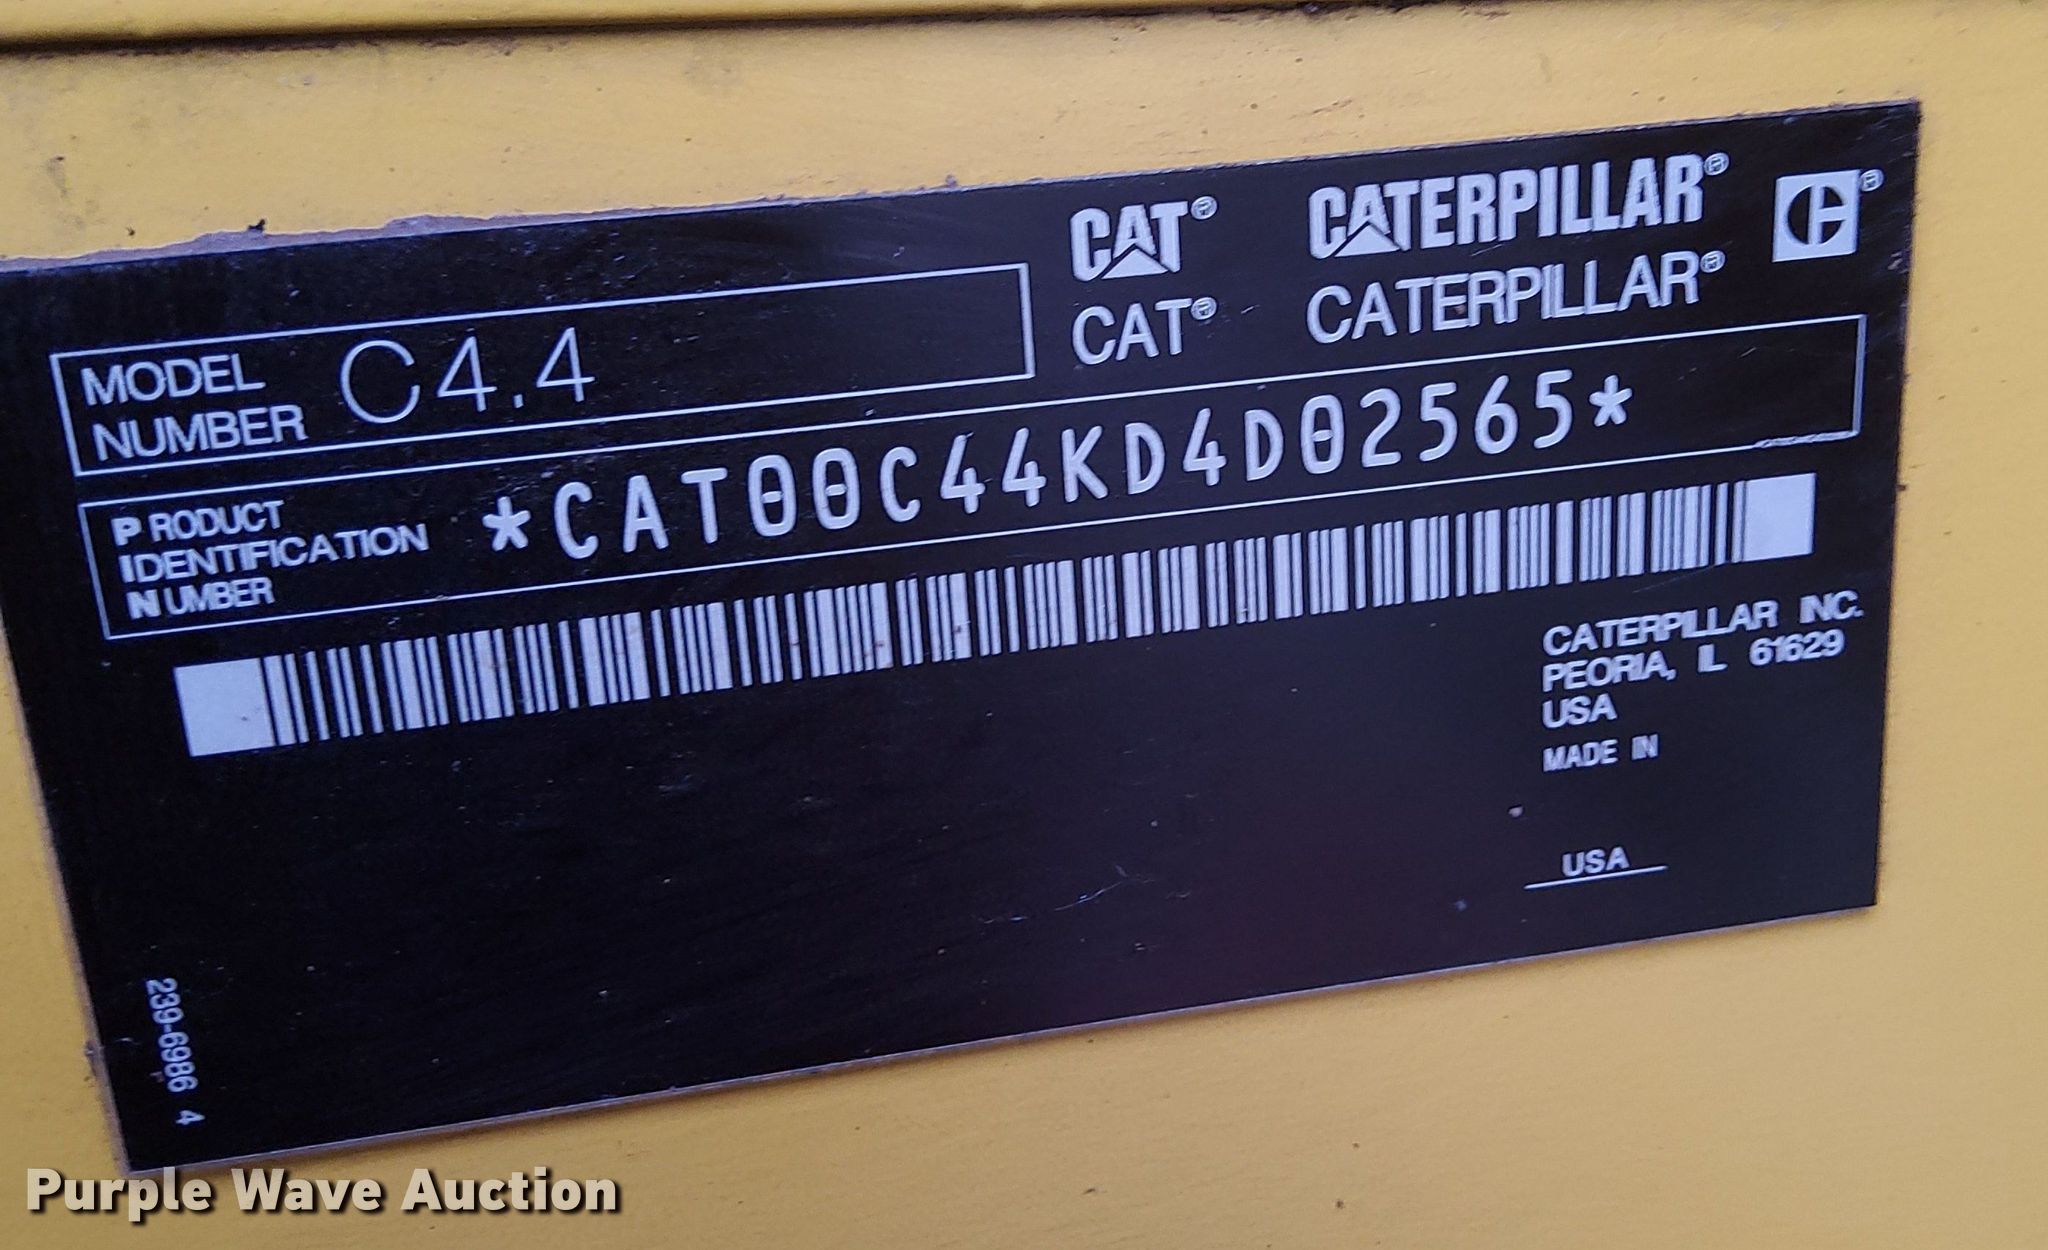 CAT® CATERPILLAR®
CAT® CATERPILLAR®
MODEL NUMBER C4.4
PRODUCT
IDENTIFICATION
NUMBER
*CAT00C44KD4D02565*
CATERPILLAR INC.
PEORIA, IL 61629
USA
MADE IN
USA
239-6986 4
Purple Wave Auction